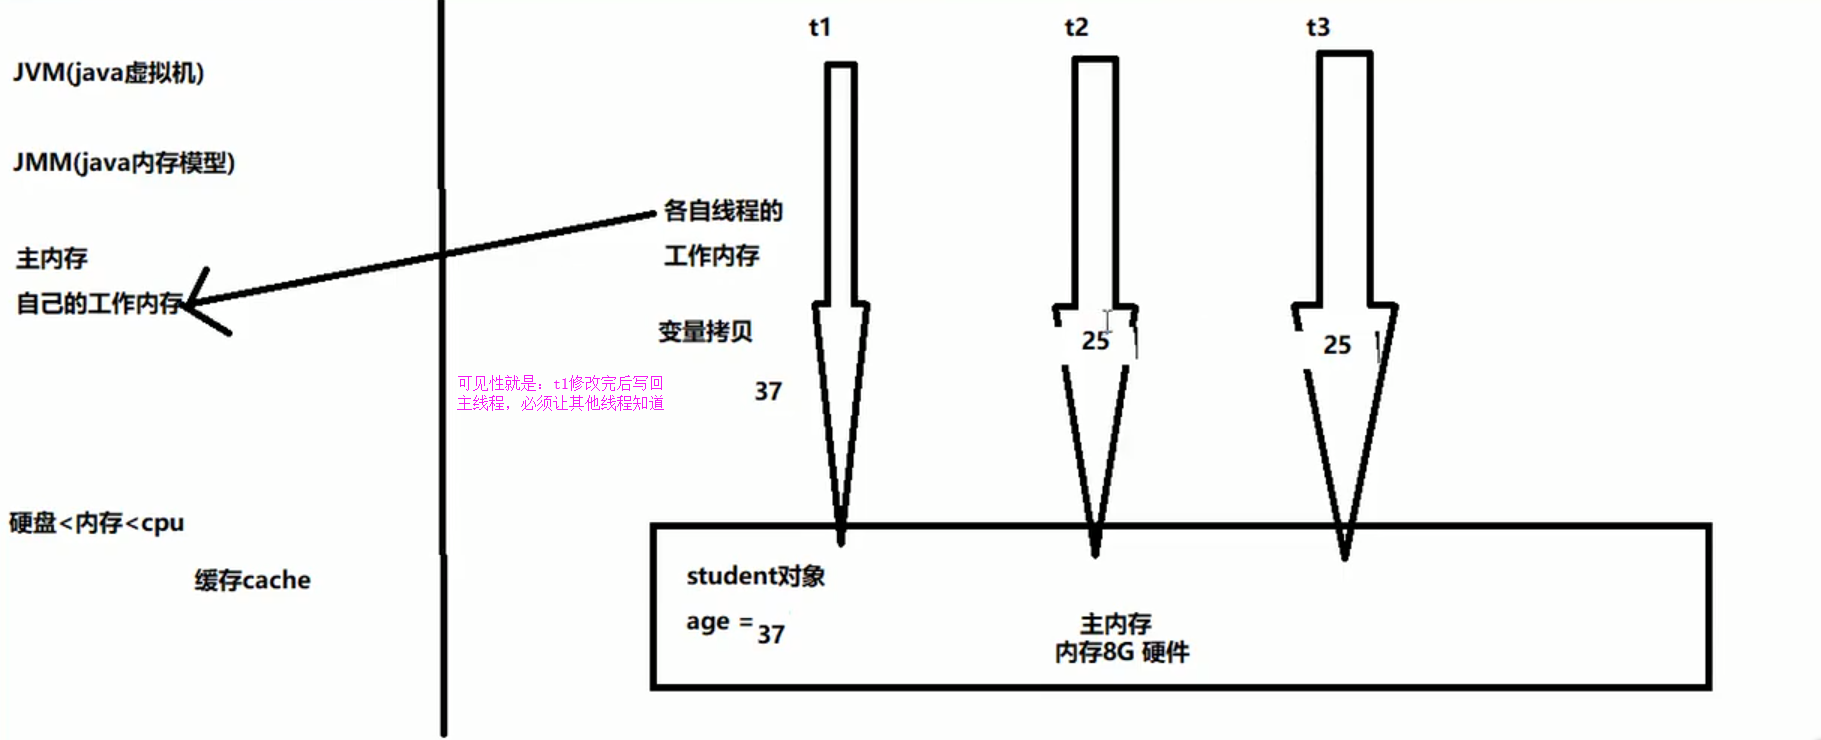 JVM(java虚拟机)
JMM(java内存模型)
主内存
自己的工作内存
硬盘<内存<cpu
缓存cache
t1
t2
t3
各自线程的
工作内存
变量拷贝
37
25
25
可见性就是：t1修改完后写回
主线程，必须让其他线程知道
student对象
age =
37
主内存
内存8G 硬件